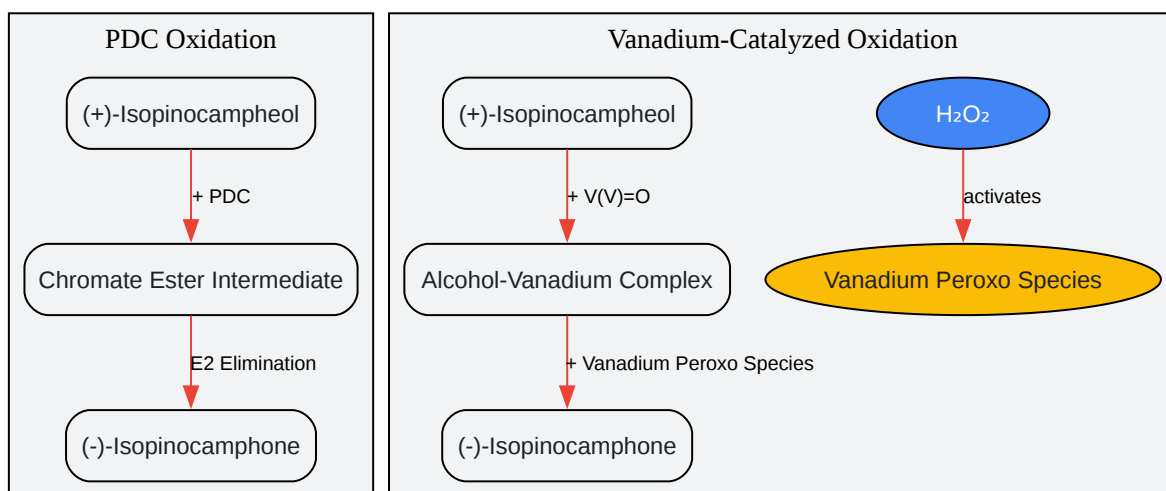 PDC Oxidation
(+)-Isopinocampheol
+ PDC
Chromate Ester Intermediate
E2 Elimination
(-)-Isopinocamphone
Vanadium-Catalyzed Oxidation
(+)-Isopinocampheol
+ V(V)=O
Alcohol-Vanadium Complex
+ Vanadium Peroxo Species
(-)-Isopinocamphone
H₂O₂
activates
Vanadium Peroxo Species